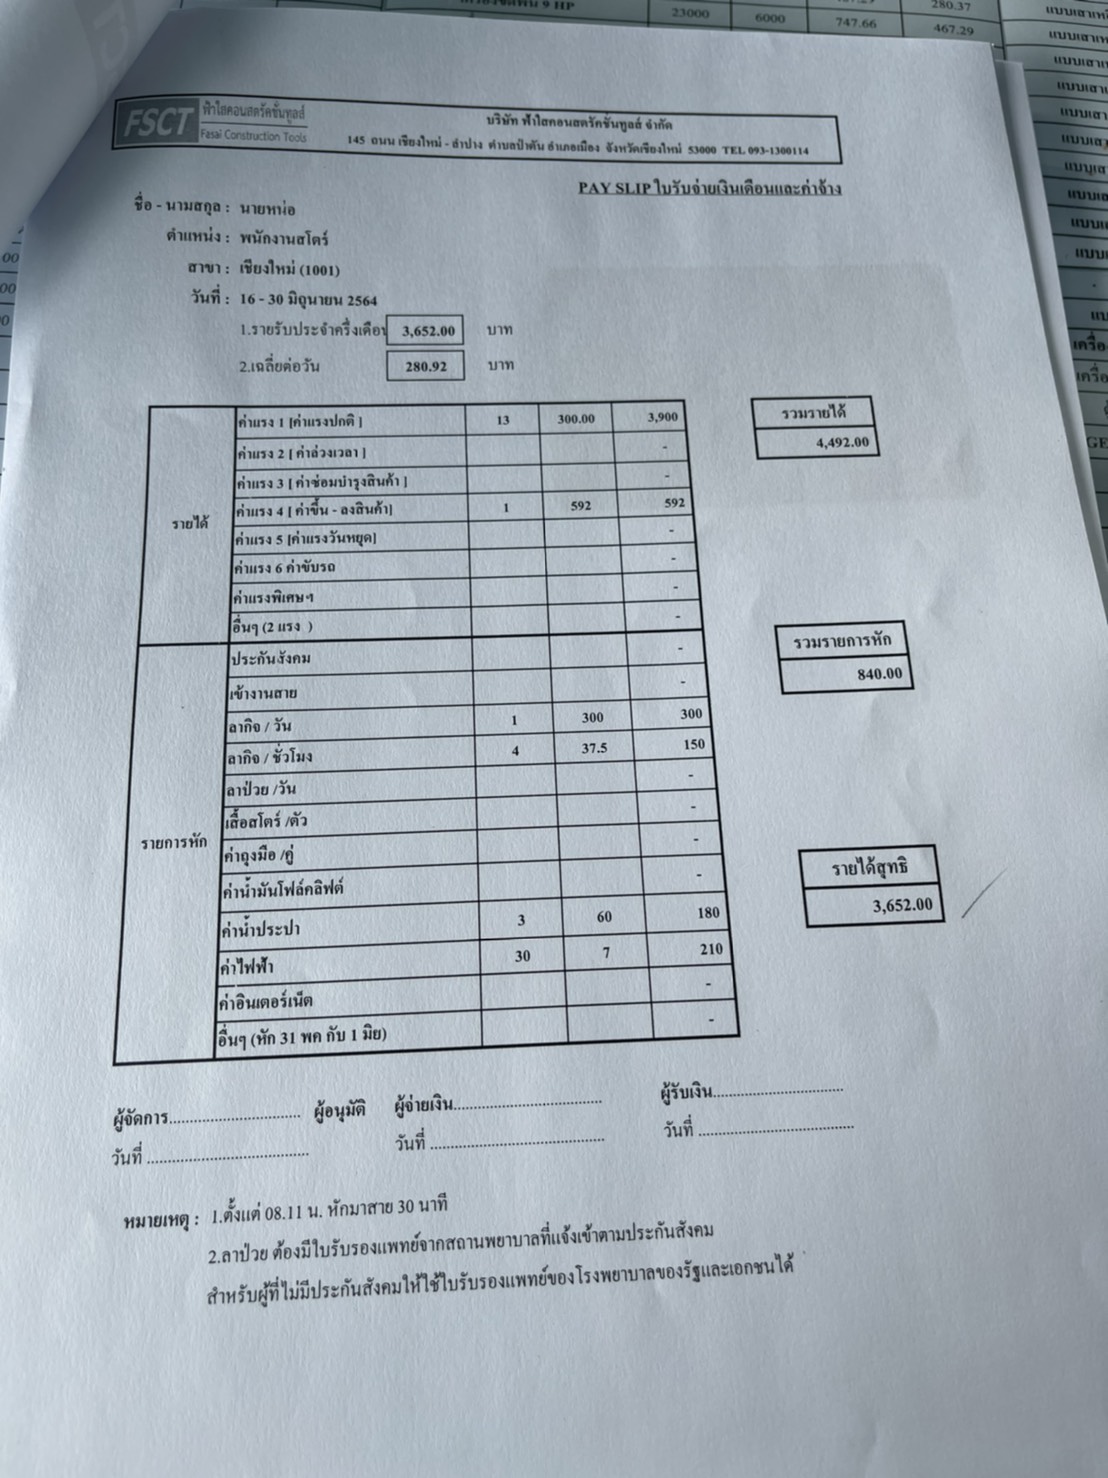 เครื่องขัดพื้น 9 HP 23000 6000 747.66 467.29
280.37
FSCT ฟ้าใสคอนสตรัคชั่นทูลส์
Fasai Construction Tools
บริษัท ฟ้าใสคอนสตรัคชั่นทูลส์ จำกัด
145 ถนน เชียงใหม่ - ลำปาง ตำบลป่าตัน อำเภอเมือง จังหวัดเชียงใหม่ 53000 TEL 093-1300114
PAY SLIP ใบรับจ่ายเงินเดือนและค่าจ้าง
ชื่อ - นามสกุล : นายหน่อ
ตำแหน่ง : พนักงานสโตร์
สาขา : เชียงใหม่ (1001)
วันที่ : 16 - 30 มิถุนายน 2564
1.รายรับประจำครึ่งเดือน 3,652.00 บาท
2.เฉลี่ยต่อวัน 280.92 บาท
รายได้
ค่าแรง 1 [ค่าแรงปกติ ] 13 300.00 3,900
ค่าแรง 2 [ ค่าล่วงเวลา ] -
ค่าแรง 3 [ ค่าซ่อมบำรุงสินค้า ] -
ค่าแรง 4 [ ค่าขึ้น - ลงสินค้า] 1 592 592
ค่าแรง 5 [ค่าแรงวันหยุด] -
ค่าแรง 6 ค่าขับรถ -
ค่าแรงพิเศษฯ -
อื่นๆ (2 แรง ) -
รวมรายได้
4,492.00
รายการหัก
ประกันสังคม -
เข้างานสาย -
ลากิจ / วัน 1 300 300
ลากิจ / ชั่วโมง 4 37.5 150
ลาป่วย /วัน -
เสื้อสโตร์ /ตัว -
ค่าถุงมือ /คู่ -
ค่าน้ำมันโฟล์คลิฟต์ -
ค่าน้ำประปา 3 60 180
ค่าไฟฟ้า 30 7 210
ค่าอินเตอร์เน็ต -
อื่นๆ (หัก 31 พค กับ 1 มิย) -
รวมรายการหัก
840.00
รายได้สุทธิ
3,652.00
ผู้จัดการ............................... ผู้อนุมัติ ผู้จ่ายเงิน................................... ผู้รับเงิน...............................
วันที่ ...................................... วันที่ ......................................... วันที่ .....................................
หมายเหตุ : 1.ตั้งแต่ 08.11 น. หักมาสาย 30 นาที
2.ลาป่วย ต้องมีใบรับรองแพทย์จากสถานพยาบาลที่แจ้งเข้าตามประกันสังคม
สำหรับผู้ที่ไม่มีประกันสังคมให้ใช้ใบรับรองแพทย์ของโรงพยาบาลของรัฐและเอกชนได้